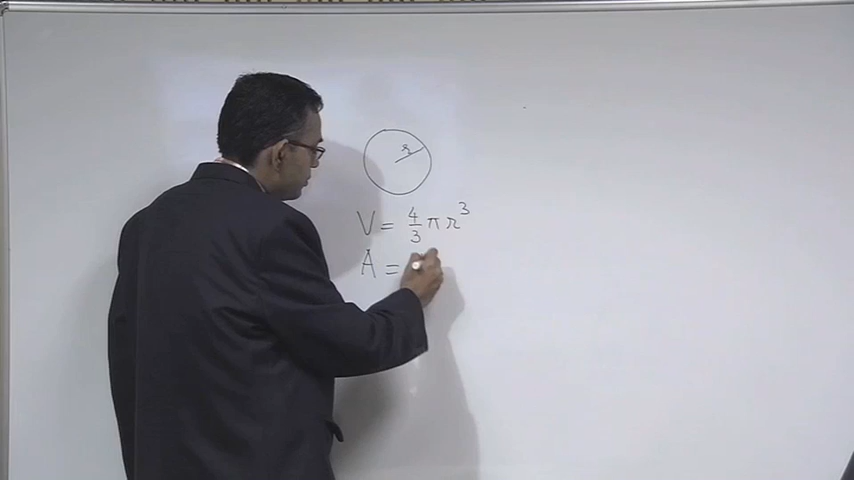 r
V = 4/3 π r³
A =